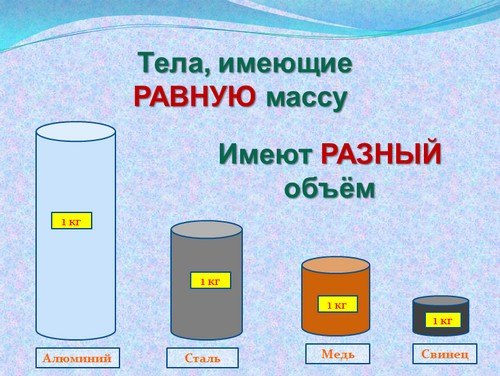 Тела, имеющие
РАВНУЮ массу
Имеют РАЗНЫЙ
объём
1 кг
1 кг
1 кг
1 кг
Алюминий
Сталь
Медь
Свинец